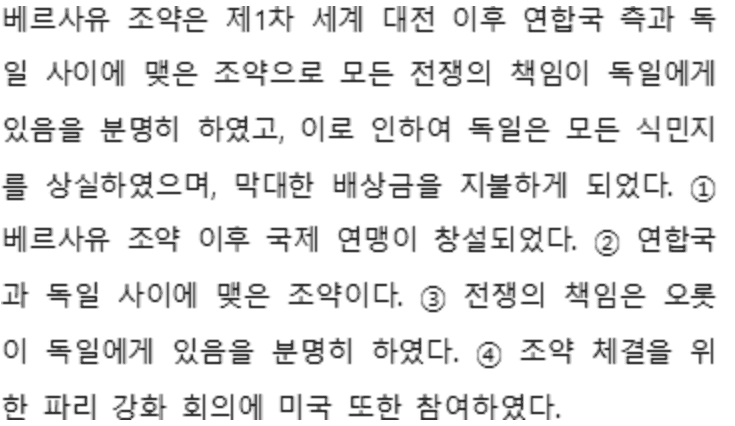 베르사유 조약은 제1차 세계 대전 이후 연합국 측과 독
일 사이에 맺은 조약으로 모든 전쟁의 책임이 독일에게
있음을 분명히 하였고, 이로 인하여 독일은 모든 식민지
를 상실하였으며, 막대한 배상금을 지불하게 되었다. ①
베르사유 조약 이후 국제 연맹이 창설되었다. ② 연합국
과 독일 사이에 맺은 조약이다. ③ 전쟁의 책임은 오롯
이 독일에게 있음을 분명히 하였다. ④ 조약 체결을 위
한 파리 강화 회의에 미국 또한 참여하였다.